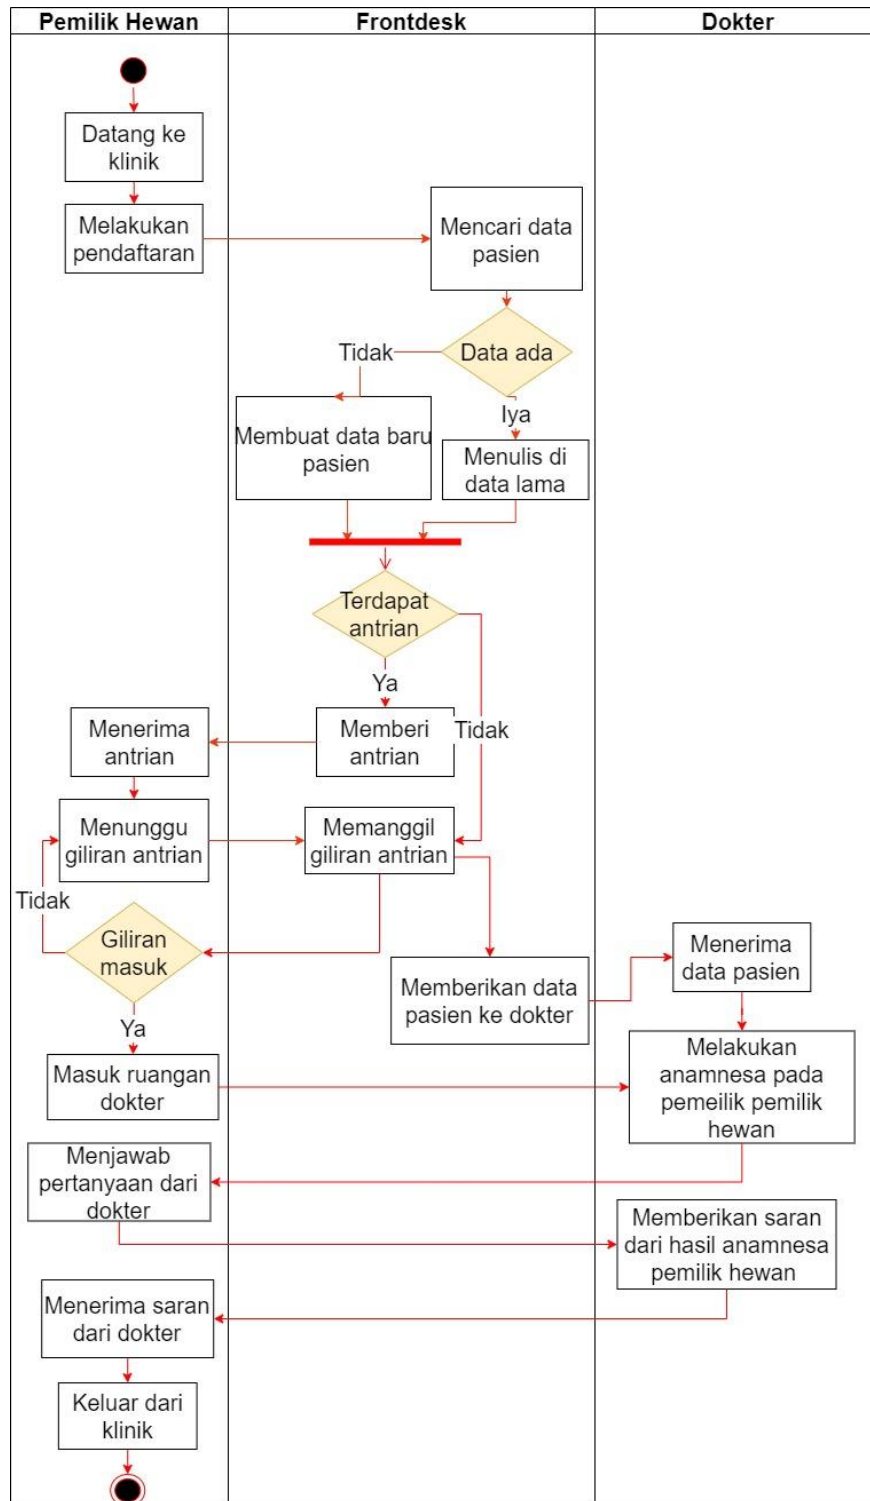 Pemilik Hewan
Frontdesk
Dokter
Datang ke
klinik
Melakukan
pendaftaran
Mencari data
pasien
Data ada
Tidak
Iya
Membuat data baru
pasien
Menulis di
data lama
Terdapat
antrian
Ya
Tidak
Memberi
antrian
Menerima
antrian
Menunggu
giliran antrian
Memanggil
giliran antrian
Tidak
Giliran
masuk
Ya
Memberikan data
pasien ke dokter
Menerima
data pasien
Masuk ruangan
dokter
Melakukan
anamnesa pada
pemeilik pemilik
hewan
Menjawab
pertanyaan dari
dokter
Memberikan saran
dari hasil anamnesa
pemilik hewan
Menerima saran
dari dokter
Keluar dari
klinik